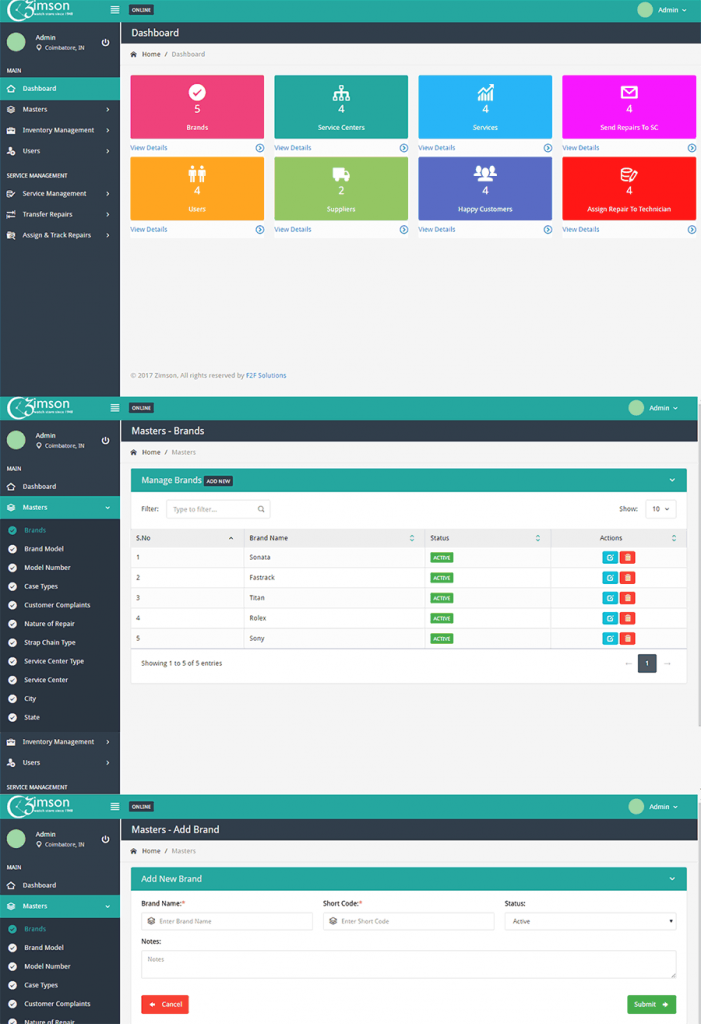 Zimson
watch store since 1948
ONLINE
Admin
Admin
Coimbatore, IN
MAIN
Dashboard
Masters
Inventory Management
Users
SERVICE MANAGEMENT
Service Management
Transfer Repairs
Assign & Track Repairs
Dashboard
Home / Dashboard
5
Brands
View Details
4
Service Centers
View Details
4
Services
View Details
4
Send Repairs To SC
View Details
4
Users
View Details
2
Suppliers
View Details
4
Happy Customers
View Details
4
Assign Repair To Technician
View Details
© 2017 Zimson, All rights reserved by F2F Solutions
Zimson
watch store since 1948
ONLINE
Admin
Admin
Coimbatore, IN
MAIN
Dashboard
Masters
Brands
Brand Model
Model Number
Case Types
Customer Complaints
Nature of Repair
Strap Chain Type
Service Center Type
Service Center
City
State
Inventory Management
Users
SERVICE MANAGEMENT
Masters - Brands
Home / Masters
Manage Brands ADD NEW
Filter: Type to filter... Show: 10
S.No Brand Name Status Actions
1 Sonata ACTIVE
2 Fastrack ACTIVE
3 Titan ACTIVE
4 Rolex ACTIVE
5 Sony ACTIVE
Showing 1 to 5 of 5 entries
← 1 →
Zimson
watch store since 1948
ONLINE
Admin
Admin
Coimbatore, IN
MAIN
Dashboard
Masters
Brands
Brand Model
Model Number
Case Types
Customer Complaints
Nature of Repair
Masters - Add Brand
Home / Masters
Add New Brand
Brand Name:* Short Code:* Status:
Enter Brand Name Enter Short Code Active
Notes:
Notes
Cancel Submit